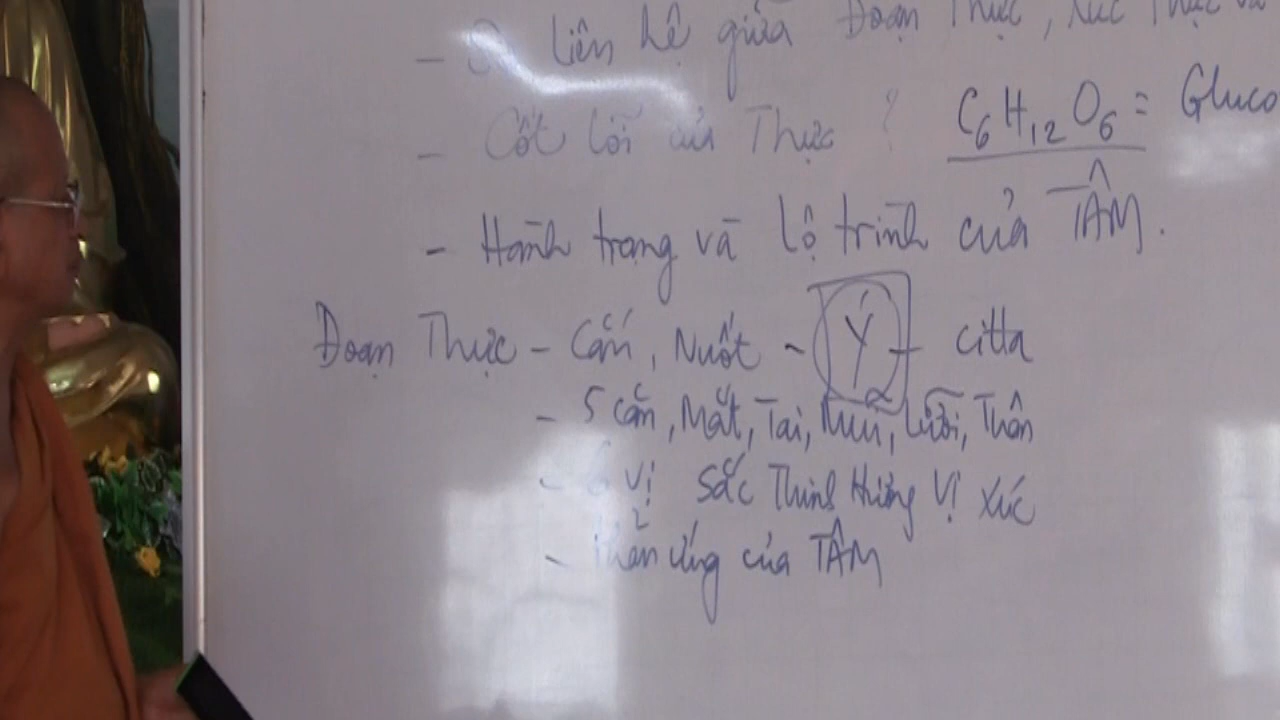 - liên hệ giữa Đoạn Thực, Xúc Thực và
- Cốt lõi của Thực ? C6H12O6 = Gluco
- Hành trạng và lộ trình của TÂM.
Đoạn Thực - Cắn, Nuốt - Ý - citta
- 5 căn, Mắt, Tai, Mũi, Lưỡi, Thân
- vị Sắc Thinh Hương Vị Xúc
- Phản ứng của TÂM